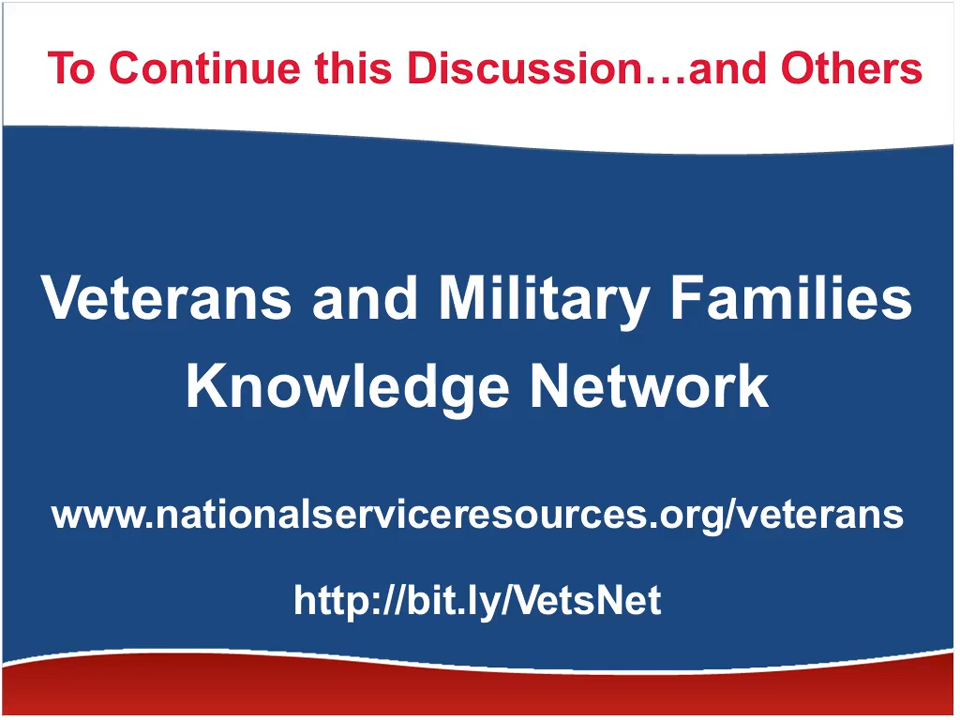 To Continue this Discussion…and Others
Veterans and Military Families
Knowledge Network
www.nationalserviceresources.org/veterans
http://bit.ly/VetsNet